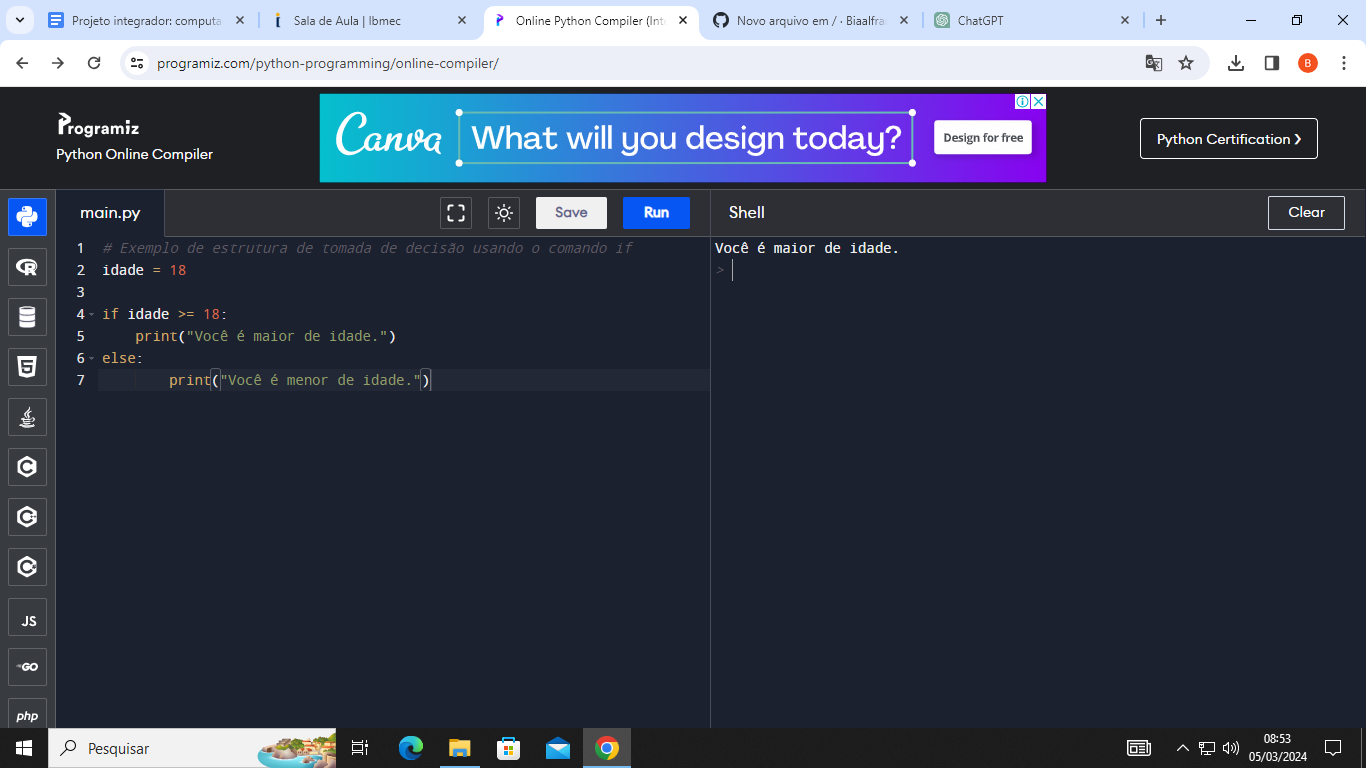 Projeto integrador: computa
Sala de Aula | Ibmec
Online Python Compiler (Inte
Novo arquivo em / · Biaalfra
ChatGPT
programiz.com/python-programming/online-compiler/
B
Programiz
Python Online Compiler
Canva
What will you design today?
Design for free
Python Certification ❯
main.py
Save
Run
Shell
Clear
1 # Exemplo de estrutura de tomada de decisão usando o comando if
2 idade = 18
3
4 if idade >= 18:
5     print("Você é maior de idade.")
6 else:
7         print("Você é menor de idade.")
Você é maior de idade.
>
R
5
C
C
C
JS
GO
php
Pesquisar
08:53
05/03/2024